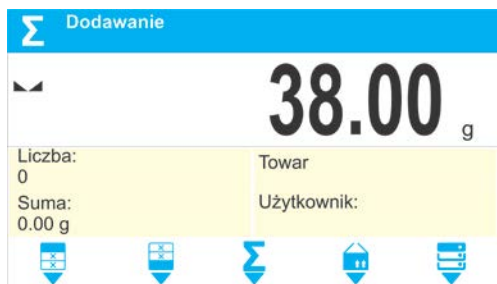 Σ Dodawanie
38.00 g
Liczba:
0
Suma:
0.00 g
Towar
Użytkownik: